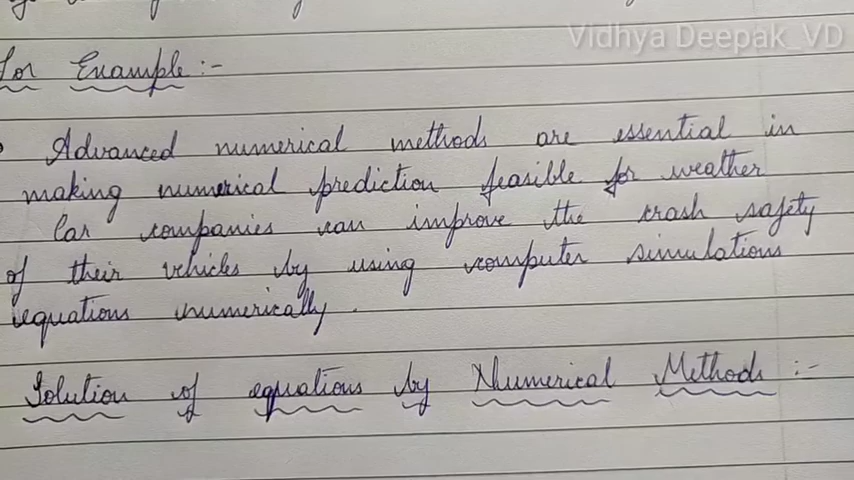 Vidhya Deepak_VD
For Example :-
Advanced numerical methods are essential in
making numerical prediction feasible for weather
Car companies can improve the crash safety
of their vehicles by using computer simulations
equations numerically.
Solution of equations by Numerical Methods :-